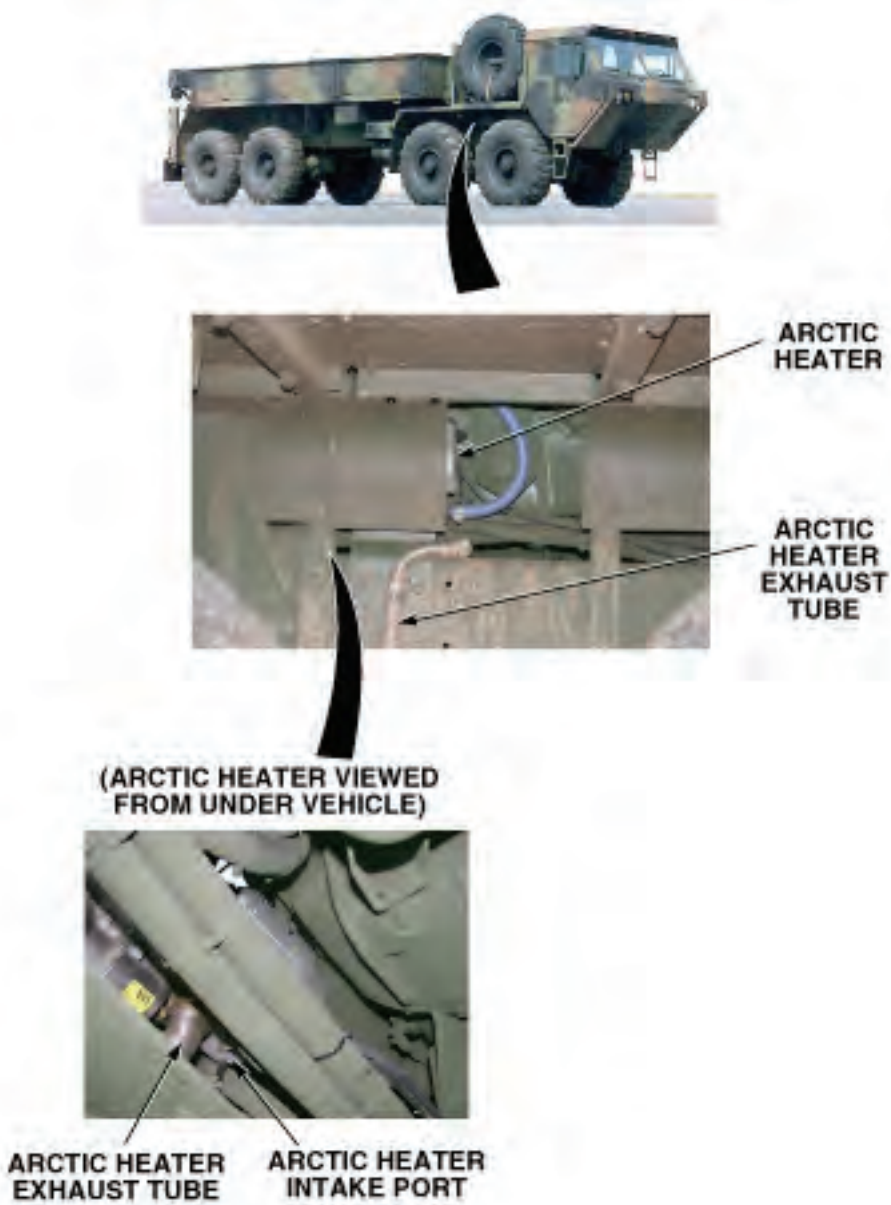 ARCTIC
HEATER
ARCTIC
HEATER
EXHAUST
TUBE
(ARCTIC HEATER VIEWED
FROM UNDER VEHICLE)
ARCTIC HEATER
EXHAUST TUBE
ARCTIC HEATER
INTAKE PORT